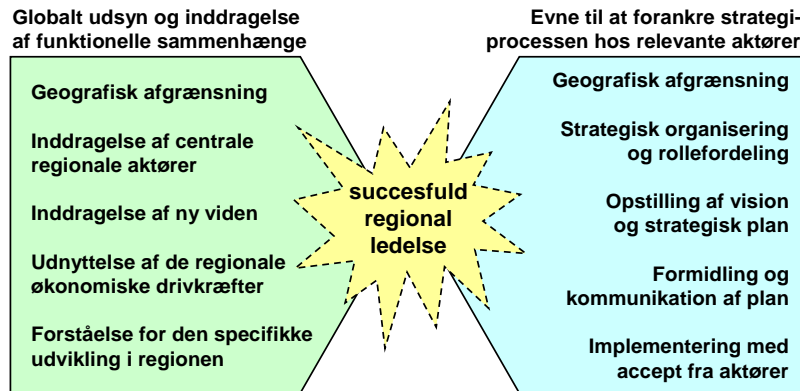 Globalt udsyn og inddragelse
af funktionelle sammenhænge
Geografisk afgrænsning
Inddragelse af centrale
regionale aktører
Inddragelse af ny viden
Udnyttelse af de regionale
økonomiske drivkræfter
Forståelse for den specifikke
udvikling i regionen
succesfuld
regional
ledelse
Evne til at forankre strategi-
processen hos relevante aktører
Geografisk afgrænsning
Strategisk organisering
og rollefordeling
Opstilling af vision
og strategisk plan
Formidling og
kommunikation af plan
Implementering med
accept fra aktører